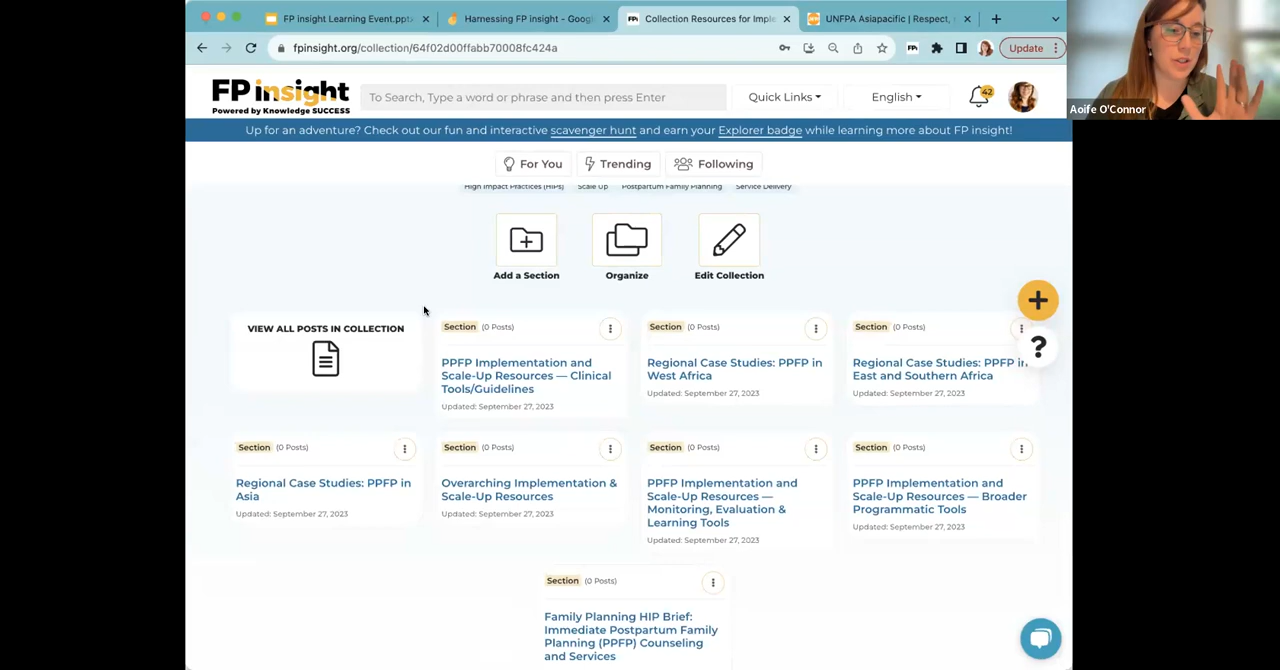 FP insight Learning Event.pptx
Harnessing FP insight - Googl
Collection Resources for Imple
UNFPA Asiapacific | Respect,
fpinsight.org/collection/64f02d00ffabb70008fc424a
Update
FP insight
Powered by Knowledge SUCCESS
To Search, Type a word or phrase and then press Enter
Quick Links
English
42
Aoife O'Connor
Up for an adventure? Check out our fun and interactive scavenger hunt and earn your Explorer badge while learning more about FP insight!
For You
Trending
Following
High Impact Practices (HIPs)
Scale Up
Postpartum Family Planning
Service Delivery
Add a Section
Organize
Edit Collection
VIEW ALL POSTS IN COLLECTION
Section (0 Posts)
PPFP Implementation and
Scale-Up Resources — Clinical
Tools/Guidelines
Updated: September 27, 2023
Section (0 Posts)
Regional Case Studies: PPFP in
West Africa
Updated: September 27, 2023
Section (0 Posts)
Regional Case Studies: PPFP in
East and Southern Africa
Updated: September 27, 2023
Section (0 Posts)
Regional Case Studies: PPFP in
Asia
Updated: September 27, 2023
Section (0 Posts)
Overarching Implementation &
Scale-Up Resources
Updated: September 27, 2023
Section (0 Posts)
PPFP Implementation and
Scale-Up Resources —
Monitoring, Evaluation &
Learning Tools
Updated: September 27, 2023
Section (0 Posts)
PPFP Implementation and
Scale-Up Resources — Broader
Programmatic Tools
Updated: September 27, 2023
Section (0 Posts)
Family Planning HIP Brief:
Immediate Postpartum Family
Planning (PPFP) Counseling
and Services